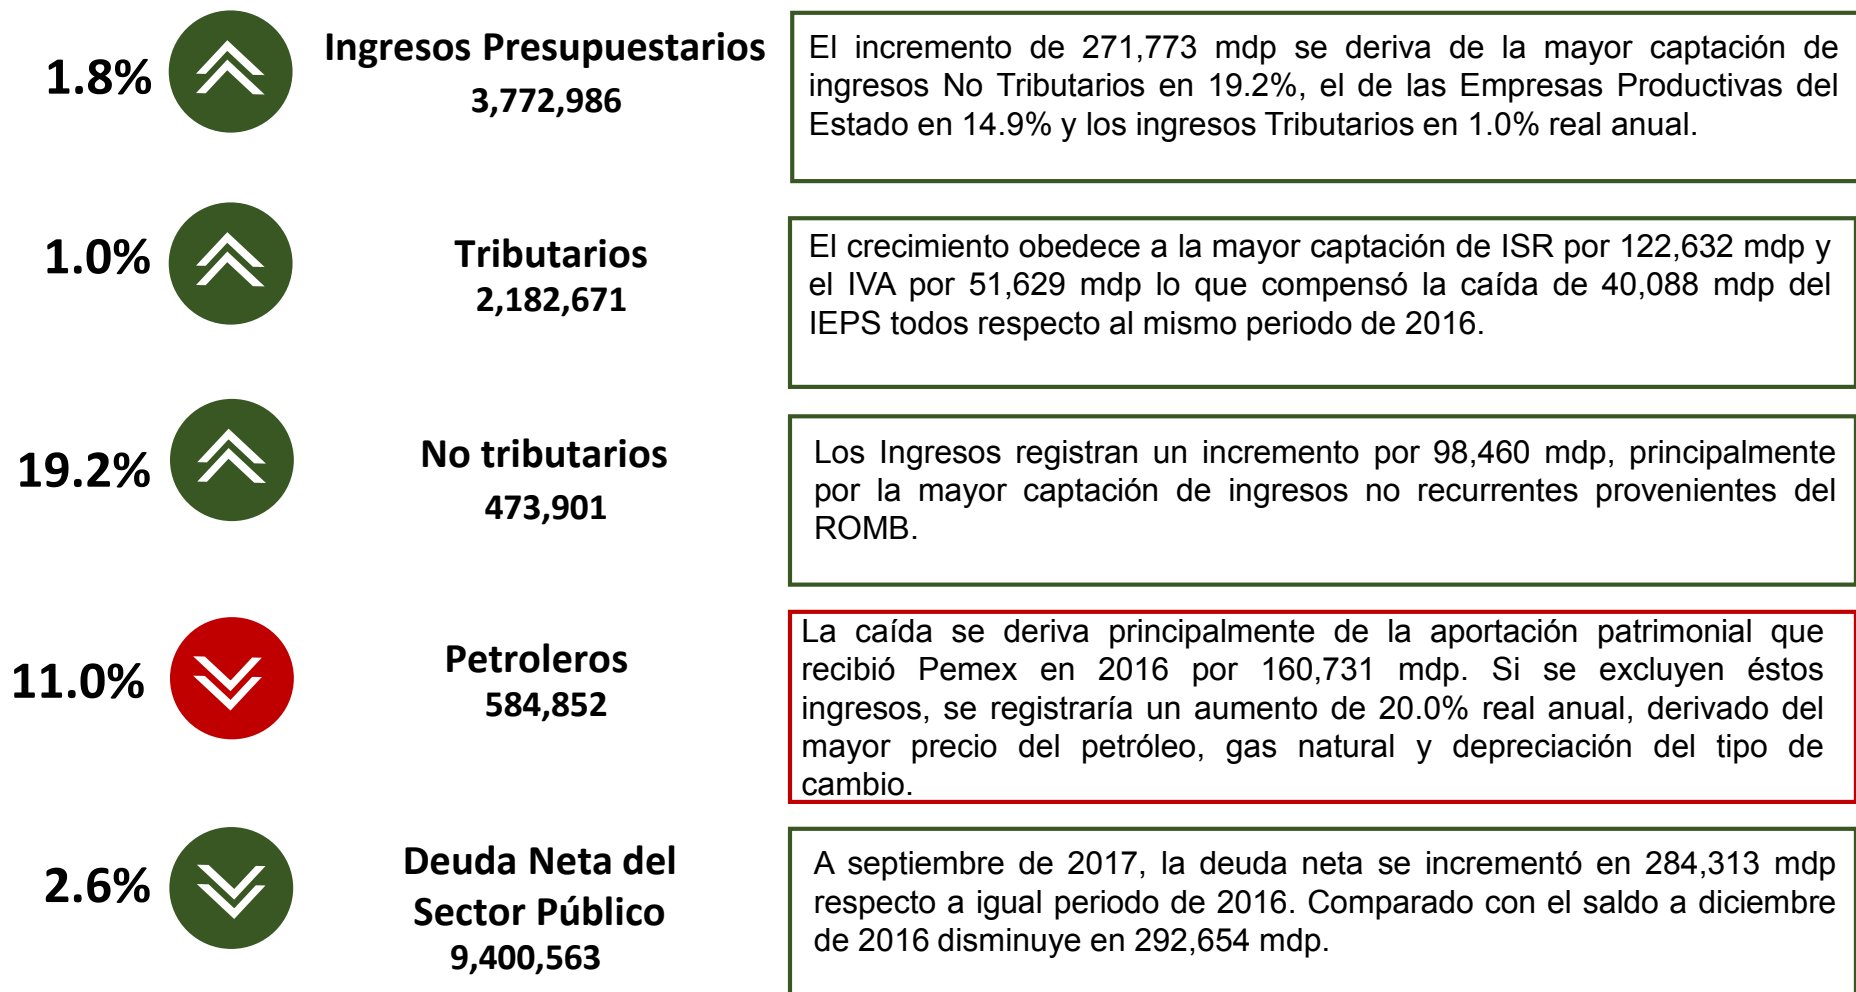 1.8%
Ingresos Presupuestarios
3,772,986
El incremento de 271,773 mdp se deriva de la mayor captación de
ingresos No Tributarios en 19.2%, el de las Empresas Productivas del
Estado en 14.9% y los ingresos Tributarios en 1.0% real anual.
1.0%
Tributarios
2,182,671
El crecimiento obedece a la mayor captación de ISR por 122,632 mdp y
el IVA por 51,629 mdp lo que compensó la caída de 40,088 mdp del
IEPS todos respecto al mismo periodo de 2016.
19.2%
No tributarios
473,901
Los Ingresos registran un incremento por 98,460 mdp, principalmente
por la mayor captación de ingresos no recurrentes provenientes del
ROMB.
11.0%
Petroleros
584,852
La caída se deriva principalmente de la aportación patrimonial que
recibió Pemex en 2016 por 160,731 mdp. Si se excluyen éstos
ingresos, se registraría un aumento de 20.0% real anual, derivado del
mayor precio del petróleo, gas natural y depreciación del tipo de
cambio.
2.6%
Deuda Neta del
Sector Público
9,400,563
A septiembre de 2017, la deuda neta se incrementó en 284,313 mdp
respecto a igual periodo de 2016. Comparado con el saldo a diciembre
de 2016 disminuye en 292,654 mdp.